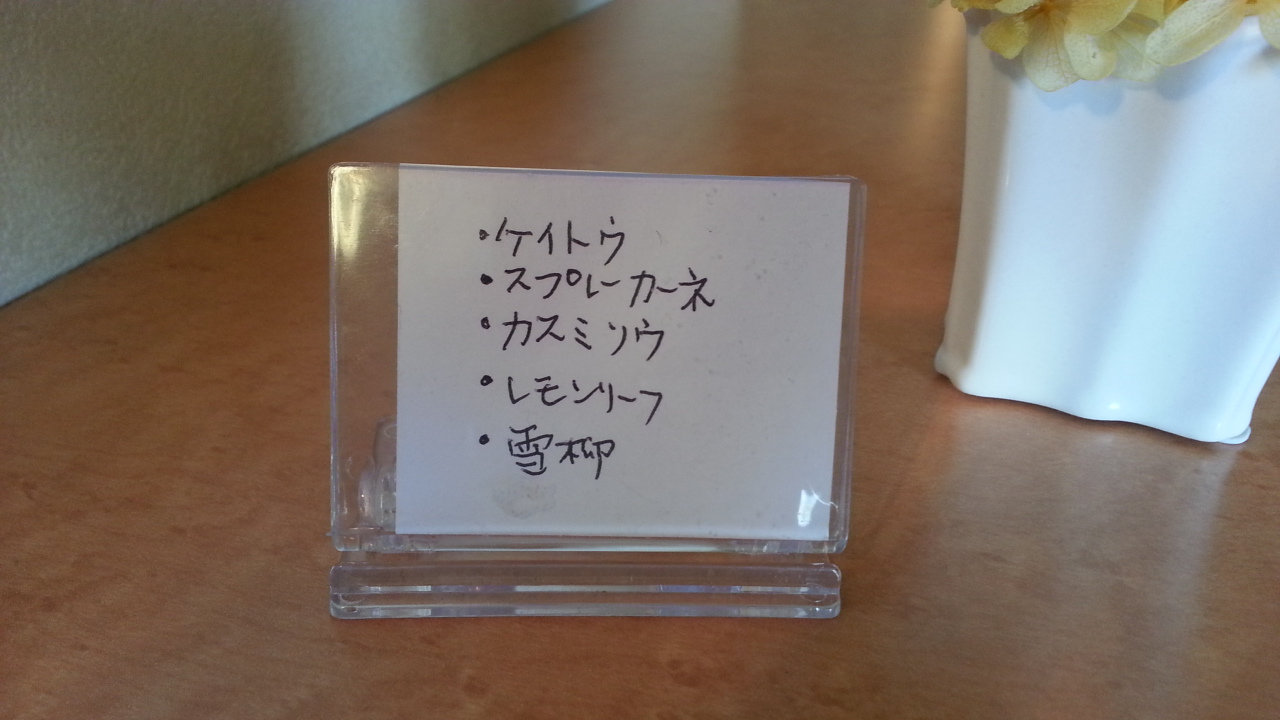 ・ケイトウ
・スプレーカーネ
・カスミソウ
・レモンリーフ
・雪柳